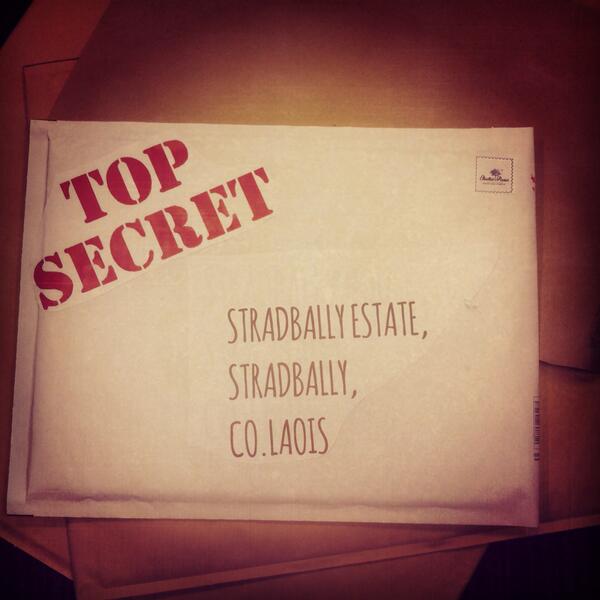 TOP
SECRET
STRADBALLY ESTATE,
STRADBALLY,
CO.LAOIS